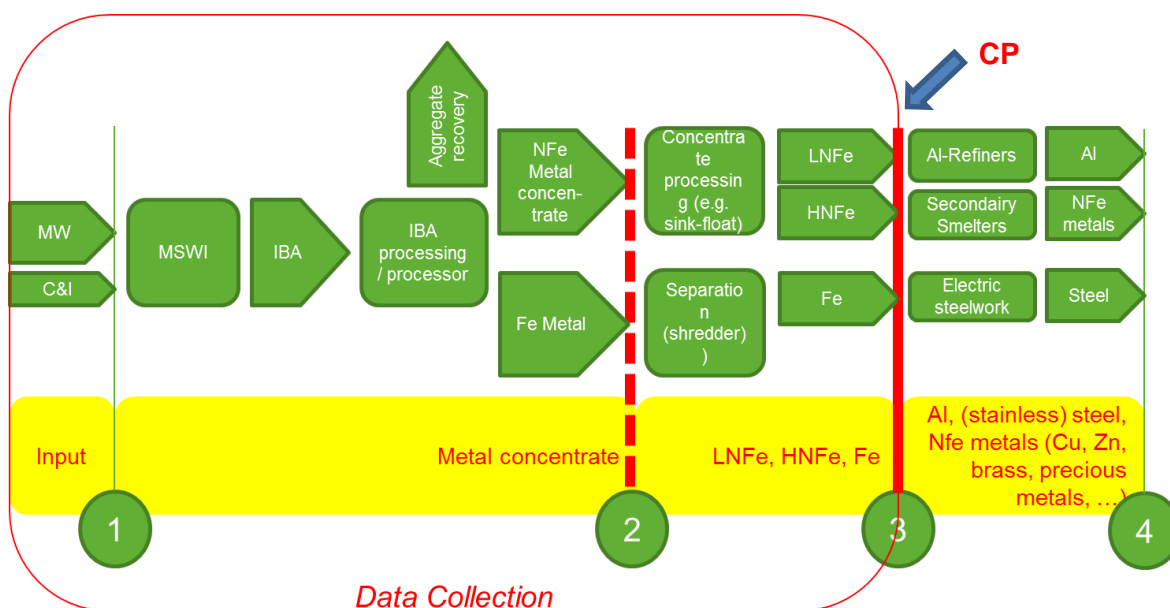 CP
Aggregate
recovery
MW
C&I
MSWI
IBA
IBA
processing
/ processor
NFe
Metal
concen-
trate
Fe Metal
Concentrat
e
processin
g (e.g.
sink-float)
Separatio
n
(shredder)
)
LNFe
HNFe
Fe
Al-Refiners
Secondairy
Smelters
Electric
steelwork
Al
NFe
metals
Steel
Input
Metal concentrate
LNFe, HNFe, Fe
Al, (stainless) steel,
Nfe metals (Cu, Zn,
brass, precious
metals, …)
1
2
3
4
Data Collection